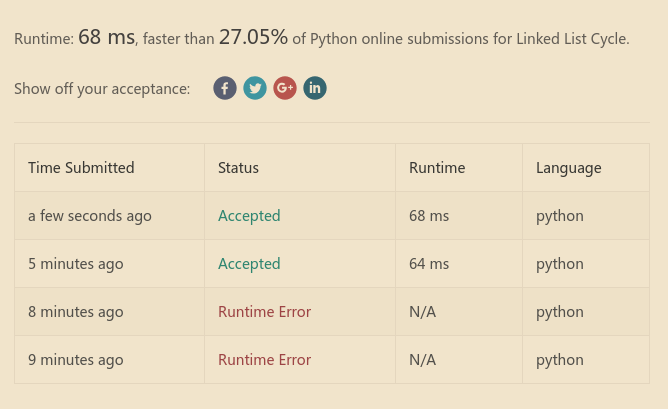 Runtime: 68 ms, faster than 27.05% of Python online submissions for Linked List Cycle.
Show off your acceptance: f G+ in
Time Submitted Status Runtime Language
a few seconds ago Accepted 68 ms python
5 minutes ago Accepted 64 ms python
8 minutes ago Runtime Error N/A python
9 minutes ago Runtime Error N/A python